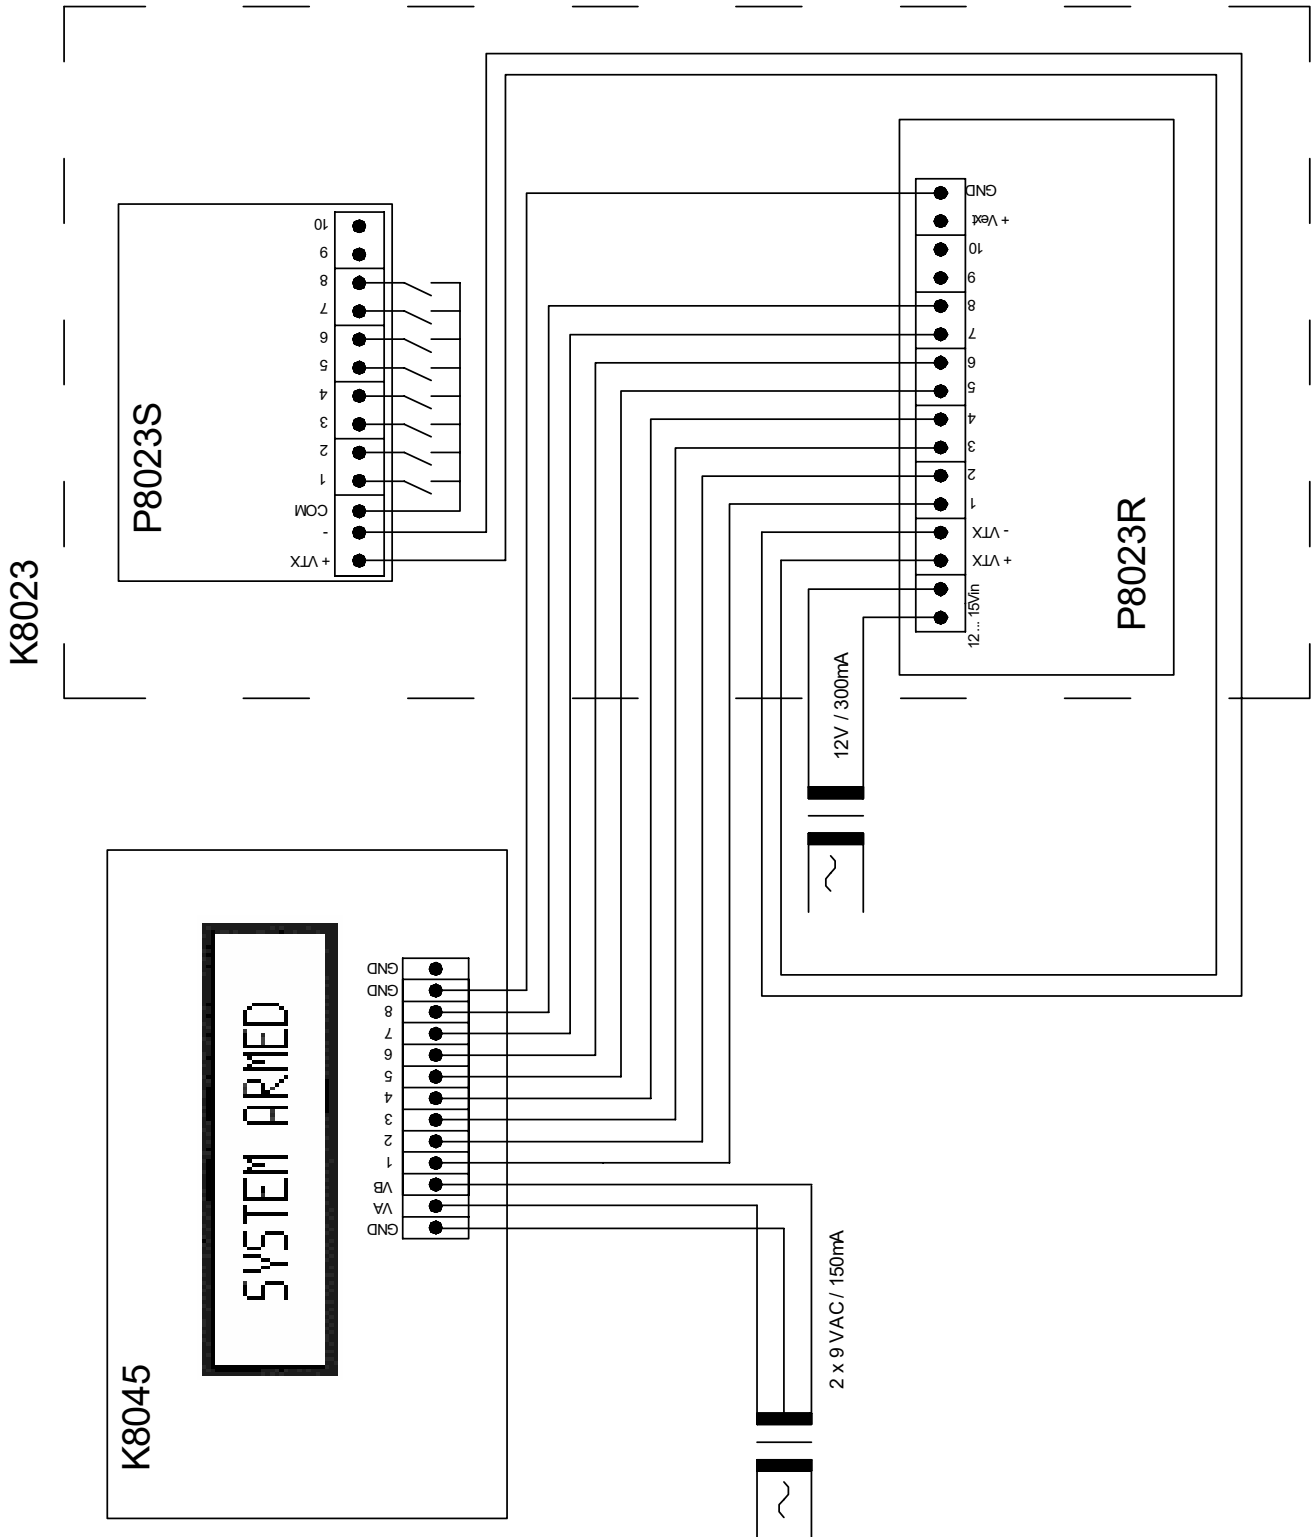 K8023
P8023S
10
9
8
7
6
5
4
3
2
1
COM
-
+ VTX
P8023R
GND
+ Vext
10
9
8
7
6
5
4
3
2
1
- VTX
+ VTX
12 ... 15Vin
12V / 300mA
K8045
SYSTEM ARMED
GND
GND
8
7
6
5
4
3
2
1
VB
VA
GND
2 x 9 VAC / 150mA